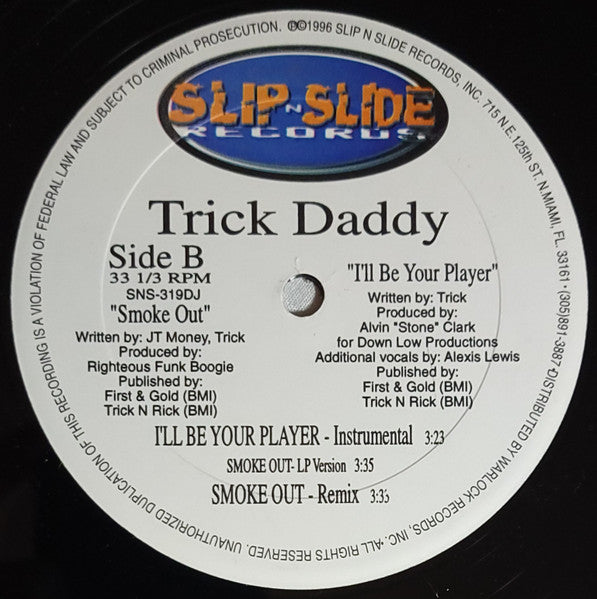 ℗©1996 SLIP N SLIDE RECORDS, INC. 715 N.E. 125th ST. N.MIAMI, FL. 33161 • (305)891-3887 • DISTRIBUTED BY WARLOCK RECORDS, INC. • ALL RIGHTS RESERVED. UNAUTHORIZED DUPLICATION OF THIS RECORDING IS A VIOLATION OF FEDERAL LAW AND SUBJECT TO CRIMINAL PROSECUTION.
SLIP N SLIDE
RECORDS
Trick Daddy
Side B
33 1/3 RPM
SNS-319DJ
"Smoke Out"
Written by: JT Money, Trick
Produced by:
Righteous Funk Boogie
Published by:
First & Gold (BMI)
Trick N Rick (BMI)
"I'll Be Your Player"
Written by: Trick
Produced by:
Alvin "Stone" Clark
for Down Low Productions
Additional vocals by: Alexis Lewis
Published by:
First & Gold (BMI)
Trick N Rick (BMI)
I'LL BE YOUR PLAYER - Instrumental 3:23
SMOKE OUT- LP Version 3:35
SMOKE OUT - Remix